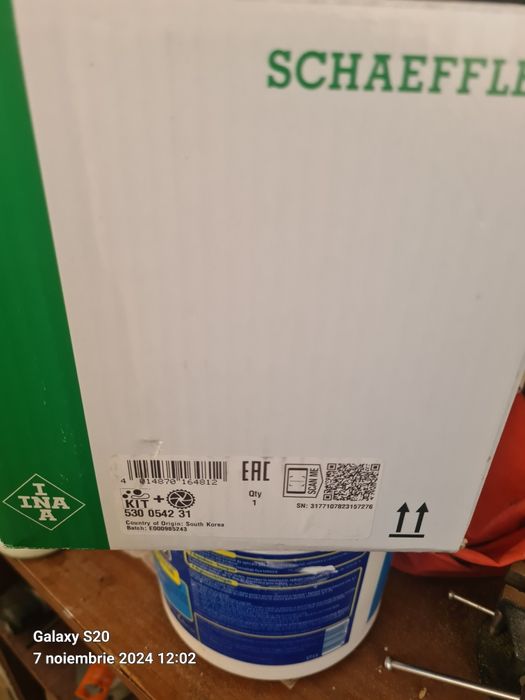 SCHAEFFLE
INA
INA
4 014870 164812
EAC
KIT +
530 0542 31
Qty
1
SCAN ME
SN: 3177107823157276
Country of Origin: South Korea
Batch: E000985243
Galaxy S20
7 noiembrie 2024 12:02